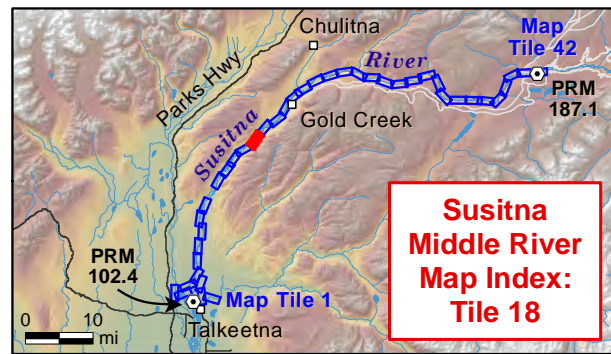 Chulitna
Map
Tile 42
River
Parks Hwy
PRM
187.1
Gold Creek
Susitna
Susitna
Middle River
Map Index:
Tile 18
PRM
102.4
Map Tile 1
0 10
mi
Talkeetna